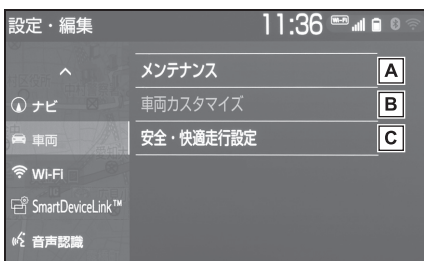 設定・編集
11:36 Wi-Fi
メンテナンス A
ナビ
車両カスタマイズ B
車両
安全・快適走行設定 C
Wi-Fi
SmartDeviceLink™
音声認識